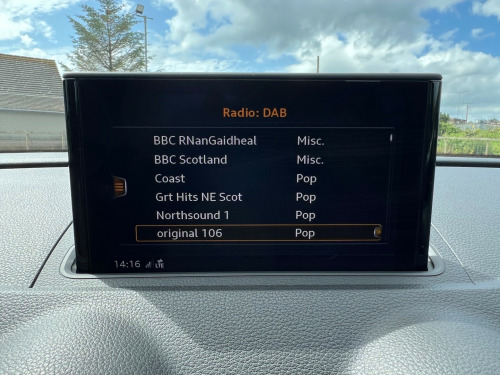 Radio: DAB
BBC RNanGaidheal Misc.
BBC Scotland Misc.
Coast Pop
Grt Hits NE Scot Pop
Northsound 1 Pop
original 106 Pop
14:16 LTE